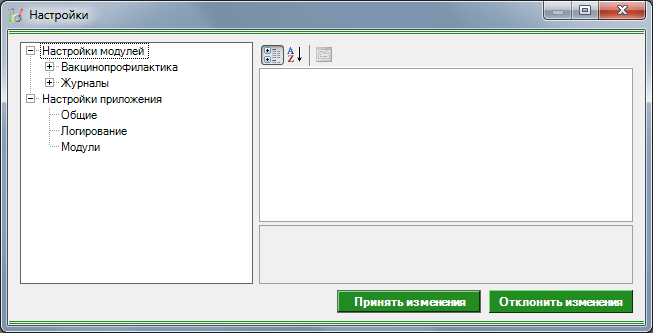 Настройки
Настройки модулей
Вакцинопрофилактика
Журналы
Настройки приложения
Общие
Логирование
Модули
A
Z
Принять изменения
Отклонить изменения